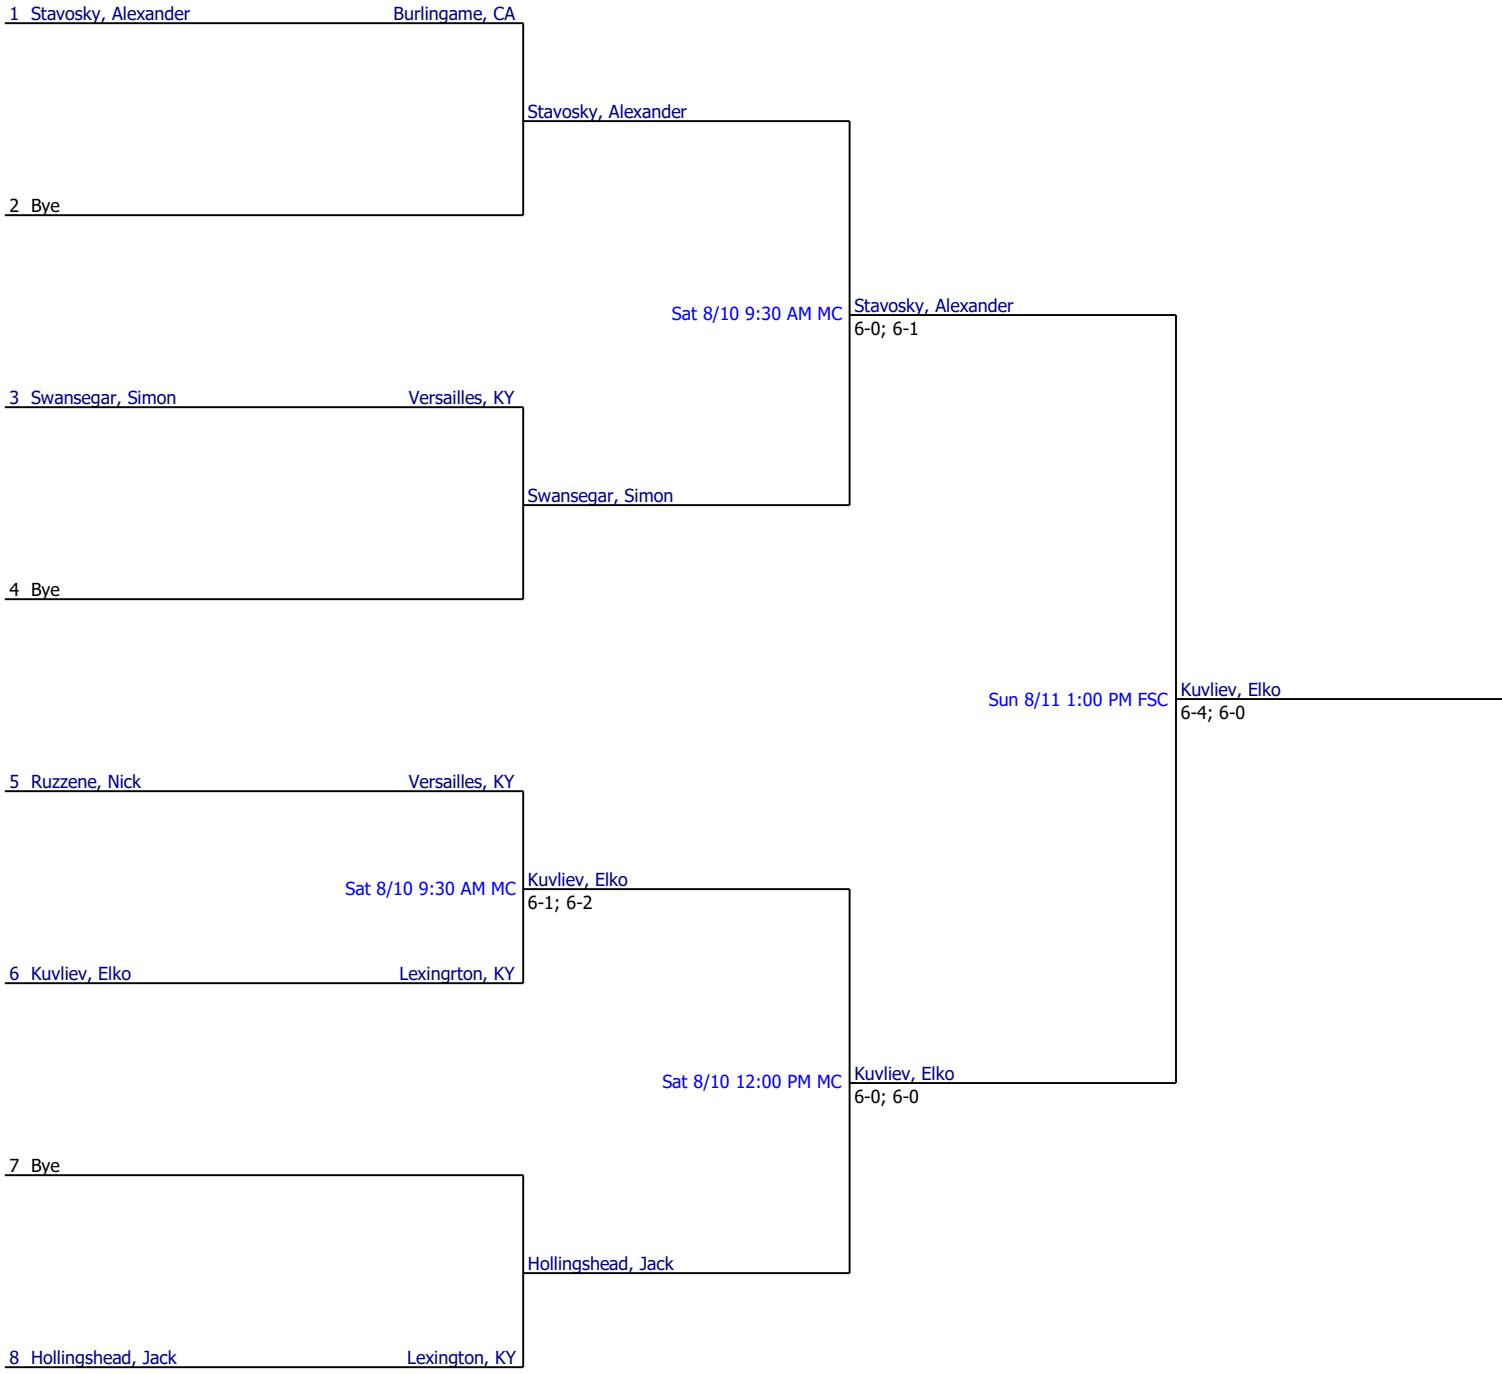 1 Stavosky, Alexander Burlingame, CA
Stavosky, Alexander
2 Bye
Sat 8/10 9:30 AM MC
Stavosky, Alexander
6-0; 6-1
3 Swansegar, Simon Versailles, KY
Swansegar, Simon
4 Bye
Sun 8/11 1:00 PM FSC
Kuvliev, Elko
6-4; 6-0
5 Ruzzene, Nick Versailles, KY
Sat 8/10 9:30 AM MC
Kuvliev, Elko
6-1; 6-2
6 Kuvliev, Elko Lexingrton, KY
Sat 8/10 12:00 PM MC
Kuvliev, Elko
6-0; 6-0
7 Bye
Hollingshead, Jack
8 Hollingshead, Jack Lexington, KY